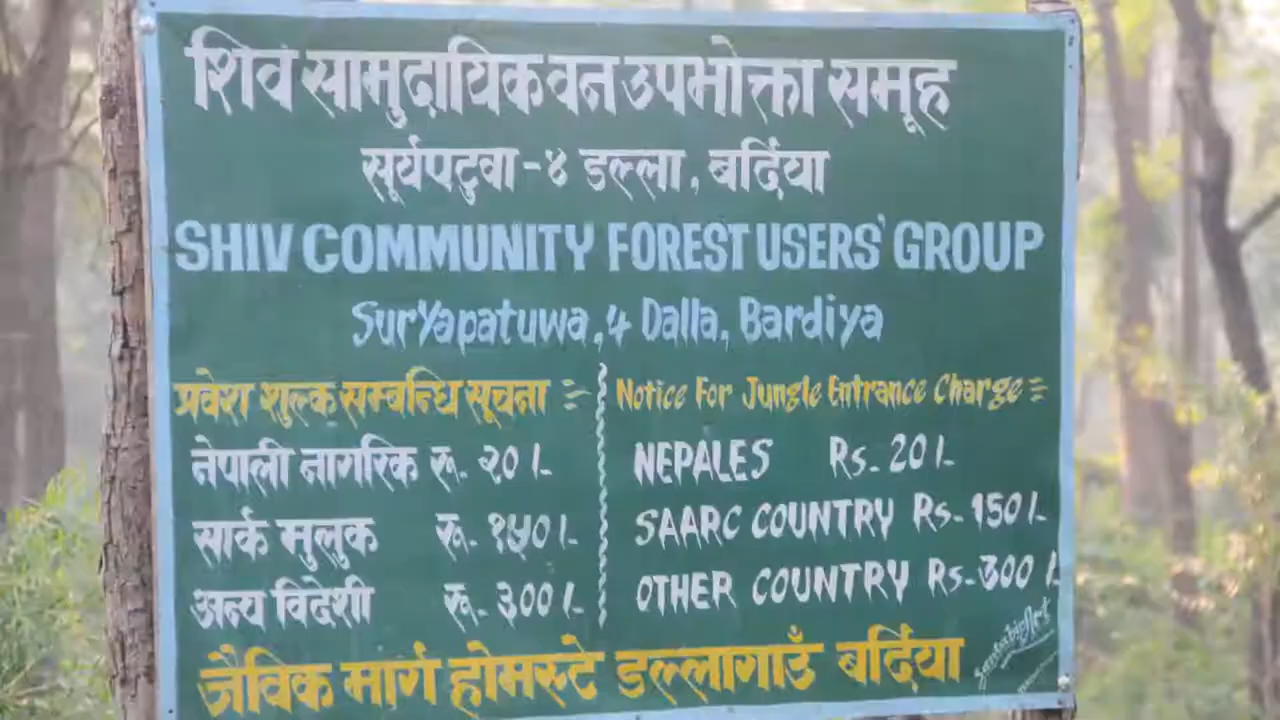 शिव सामुदायिक वन उपभोक्ता समूह
सूर्यपटुवा-४ डल्ला, बर्दिया
SHIV COMMUNITY FOREST USERS' GROUP
SurYapatuwa, 4 Dalla, Bardiya
प्रवेश शुल्क सम्बन्धि सूचना :-
नेपाली नागरिक रू. २० ।-
सार्क मुलुक रू. १५० ।-
अन्य विदेशी रू. ३०० ।-
Notice For Jungle Entrance Charge :-
NEPALES Rs. 20 /-
SAARC COUNTRY Rs. 150 /-
OTHER COUNTRY Rs. 300 /-
जैविक मार्ग होमस्टे डल्लागाउँ बर्दिया